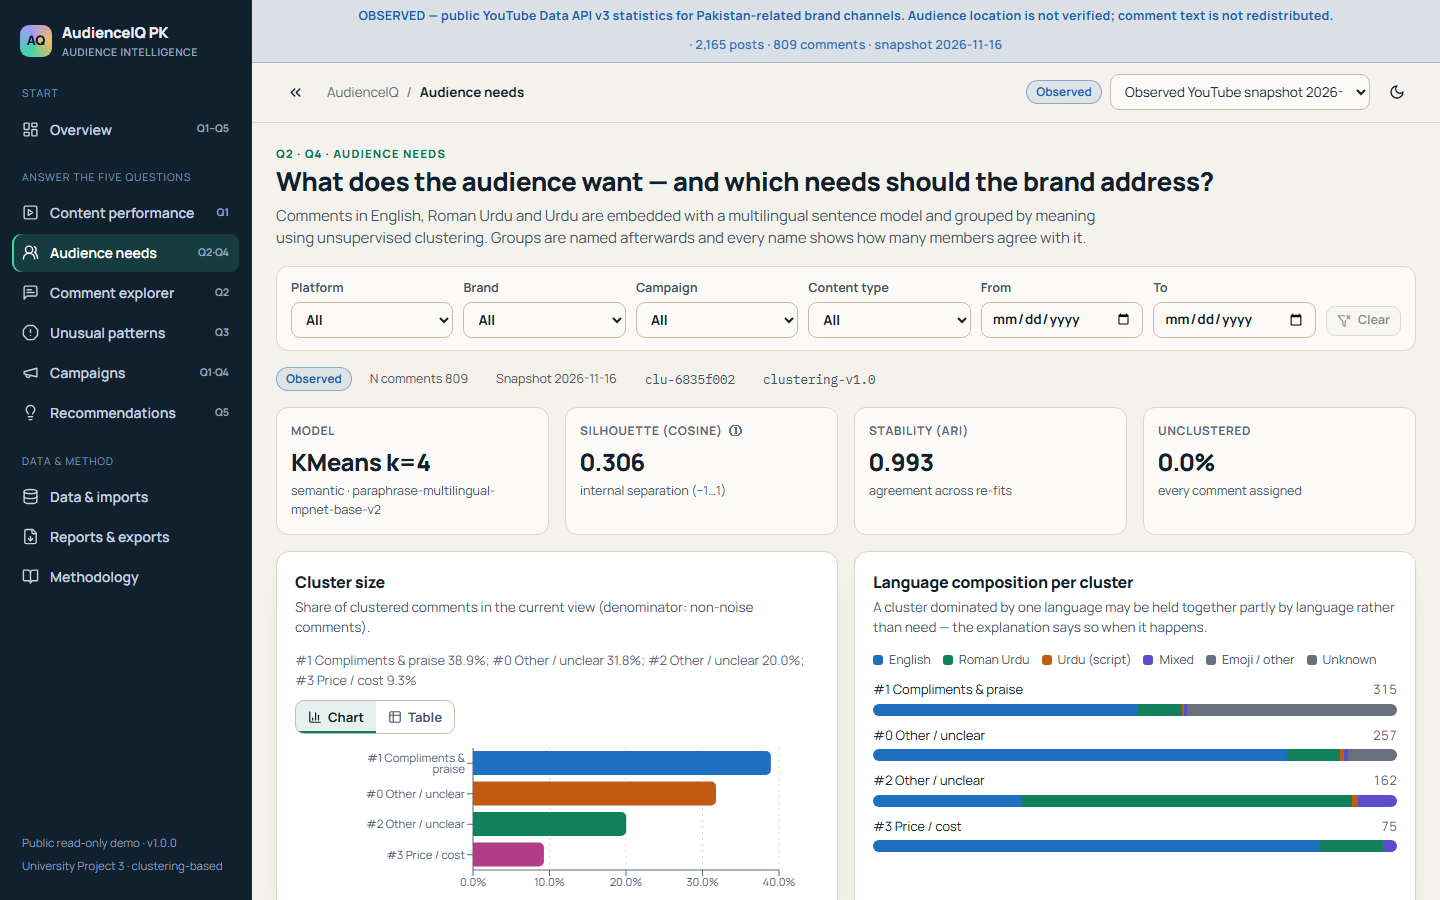 AQ
AudienceIQ PK
AUDIENCE INTELLIGENCE
START
Overview Q1–Q5
ANSWER THE FIVE QUESTIONS
Content performance Q1
Audience needs Q2·Q4
Comment explorer Q2
Unusual patterns Q3
Campaigns Q1·Q4
Recommendations Q5
DATA & METHOD
Data & imports
Reports & exports
Methodology
Public read-only demo · v1.0.0
University Project 3 · clustering-based
OBSERVED — public YouTube Data API v3 statistics for Pakistan-related brand channels. Audience location is not verified; comment text is not redistributed.
· 2,165 posts · 809 comments · snapshot 2026-11-16
AudienceIQ / Audience needs
Observed
Observed YouTube snapshot 2026-
Q2 · Q4 · AUDIENCE NEEDS
What does the audience want — and which needs should the brand address?
Comments in English, Roman Urdu and Urdu are embedded with a multilingual sentence model and grouped by meaning
using unsupervised clustering. Groups are named afterwards and every name shows how many members agree with it.
Platform Brand Campaign Content type From To
All All All All mm/dd/yyyy mm/dd/yyyy Clear
Observed N comments 809 Snapshot 2026-11-16 clu-6835f002 clustering-v1.0
MODEL
KMeans k=4
semantic · paraphrase-multilingual-
mpnet-base-v2
SILHOUETTE (COSINE)
0.306
internal separation (−1…1)
STABILITY (ARI)
0.993
agreement across re-fits
UNCLUSTERED
0.0%
every comment assigned
Cluster size
Share of clustered comments in the current view (denominator: non-noise
comments).
#1 Compliments & praise 38.9%; #0 Other / unclear 31.8%; #2 Other / unclear 20.0%;
#3 Price / cost 9.3%
Chart Table
#1 Compliments &
praise
#0 Other / unclear
#2 Other / unclear
#3 Price / cost
0.0% 10.0% 20.0% 30.0% 40.0%
Language composition per cluster
A cluster dominated by one language may be held together partly by language rather
than need — the explanation says so when it happens.
English Roman Urdu Urdu (script) Mixed Emoji / other Unknown
#1 Compliments & praise 315
#0 Other / unclear 257
#2 Other / unclear 162
#3 Price / cost 75